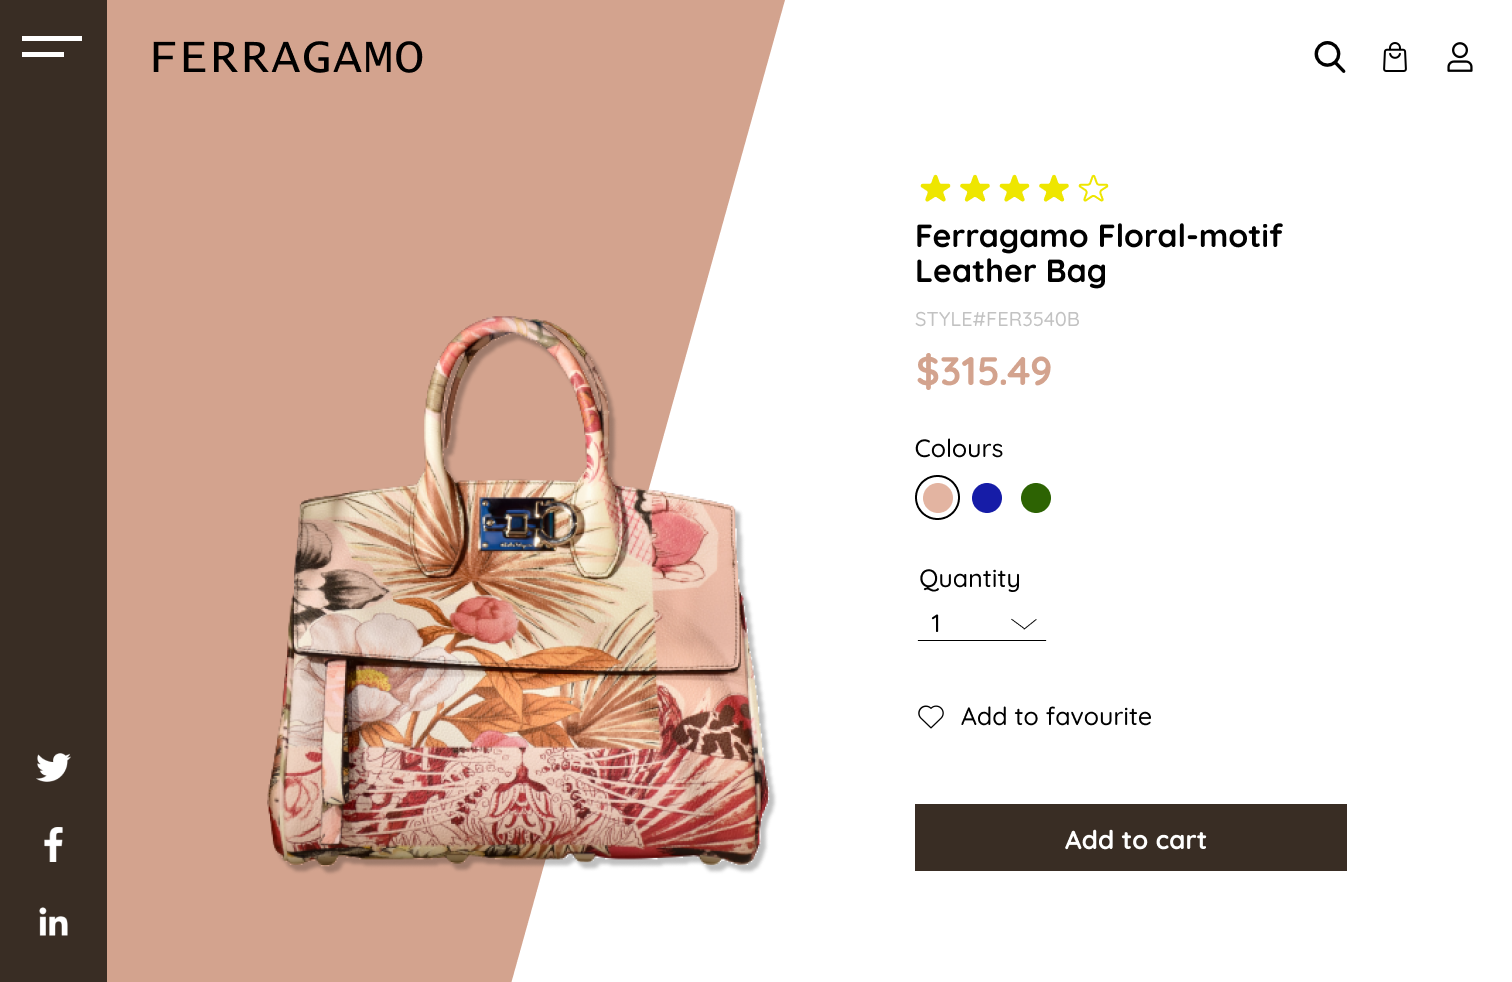 FERRAGAMO
Ferragamo Floral-motif
Leather Bag
STYLE#FER3540B
$315.49
Colours
Quantity
1
Add to favourite
Add to cart
in